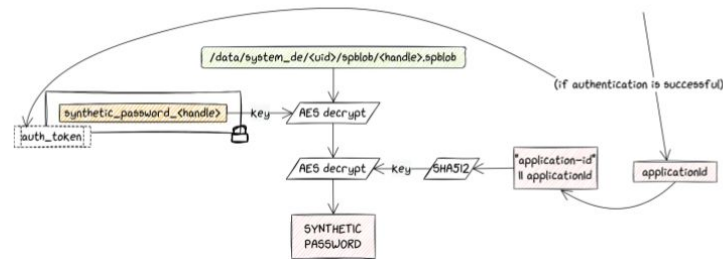 /data/system_de/<uid>/spblob/<handle>.spblob
(if authentication is successful)
synthetic_password_<handle>
key
AES decrypt
auth_token
AES decrypt
key
SHA512
"application-id"
|| applicationId
applicationId
SYNTHETIC
PASSWORD